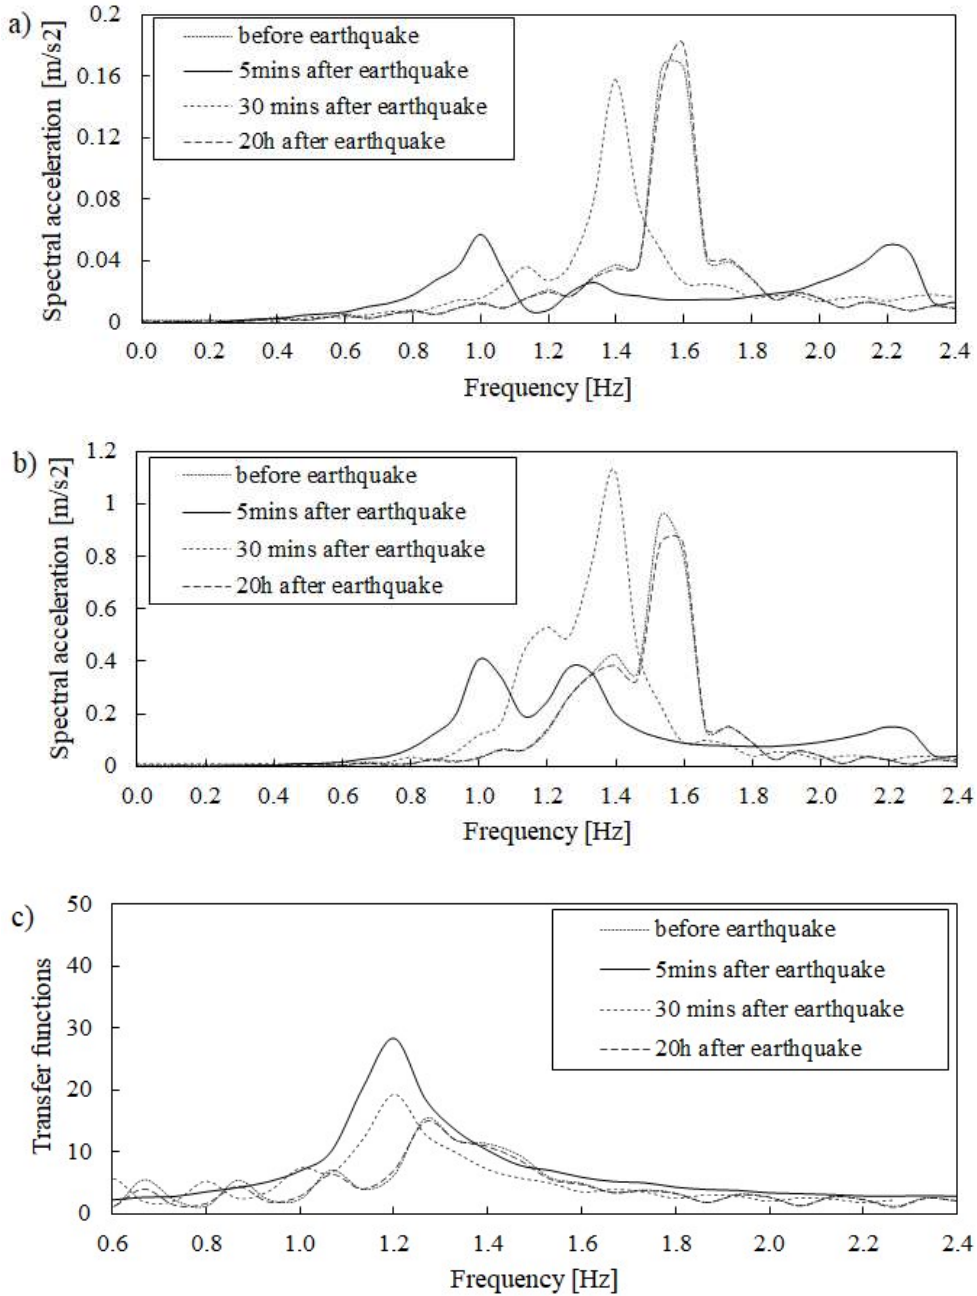 a)
Spectral acceleration [m/s2]
0.2
0.16
0.12
0.08
0.04
0
before earthquake
5mins after earthquake
30 mins after earthquake
20h after earthquake
0.0 0.2 0.4 0.6 0.8 1.0 1.2 1.4 1.6 1.8 2.0 2.2 2.4
Frequency [Hz]
b)
Spectral acceleration [m/s2]
1.2
1
0.8
0.6
0.4
0.2
0
before earthquake
5mins after earthquake
30 mins after earthquake
20h after earthquake
0.0 0.2 0.4 0.6 0.8 1.0 1.2 1.4 1.6 1.8 2.0 2.2 2.4
Frequency [Hz]
c)
Transfer functions
50
40
30
20
10
0
before earthquake
5mins after earthquake
30 mins after earthquake
20h after earthquake
0.6 0.8 1.0 1.2 1.4 1.6 1.8 2.0 2.2 2.4
Frequency [Hz]